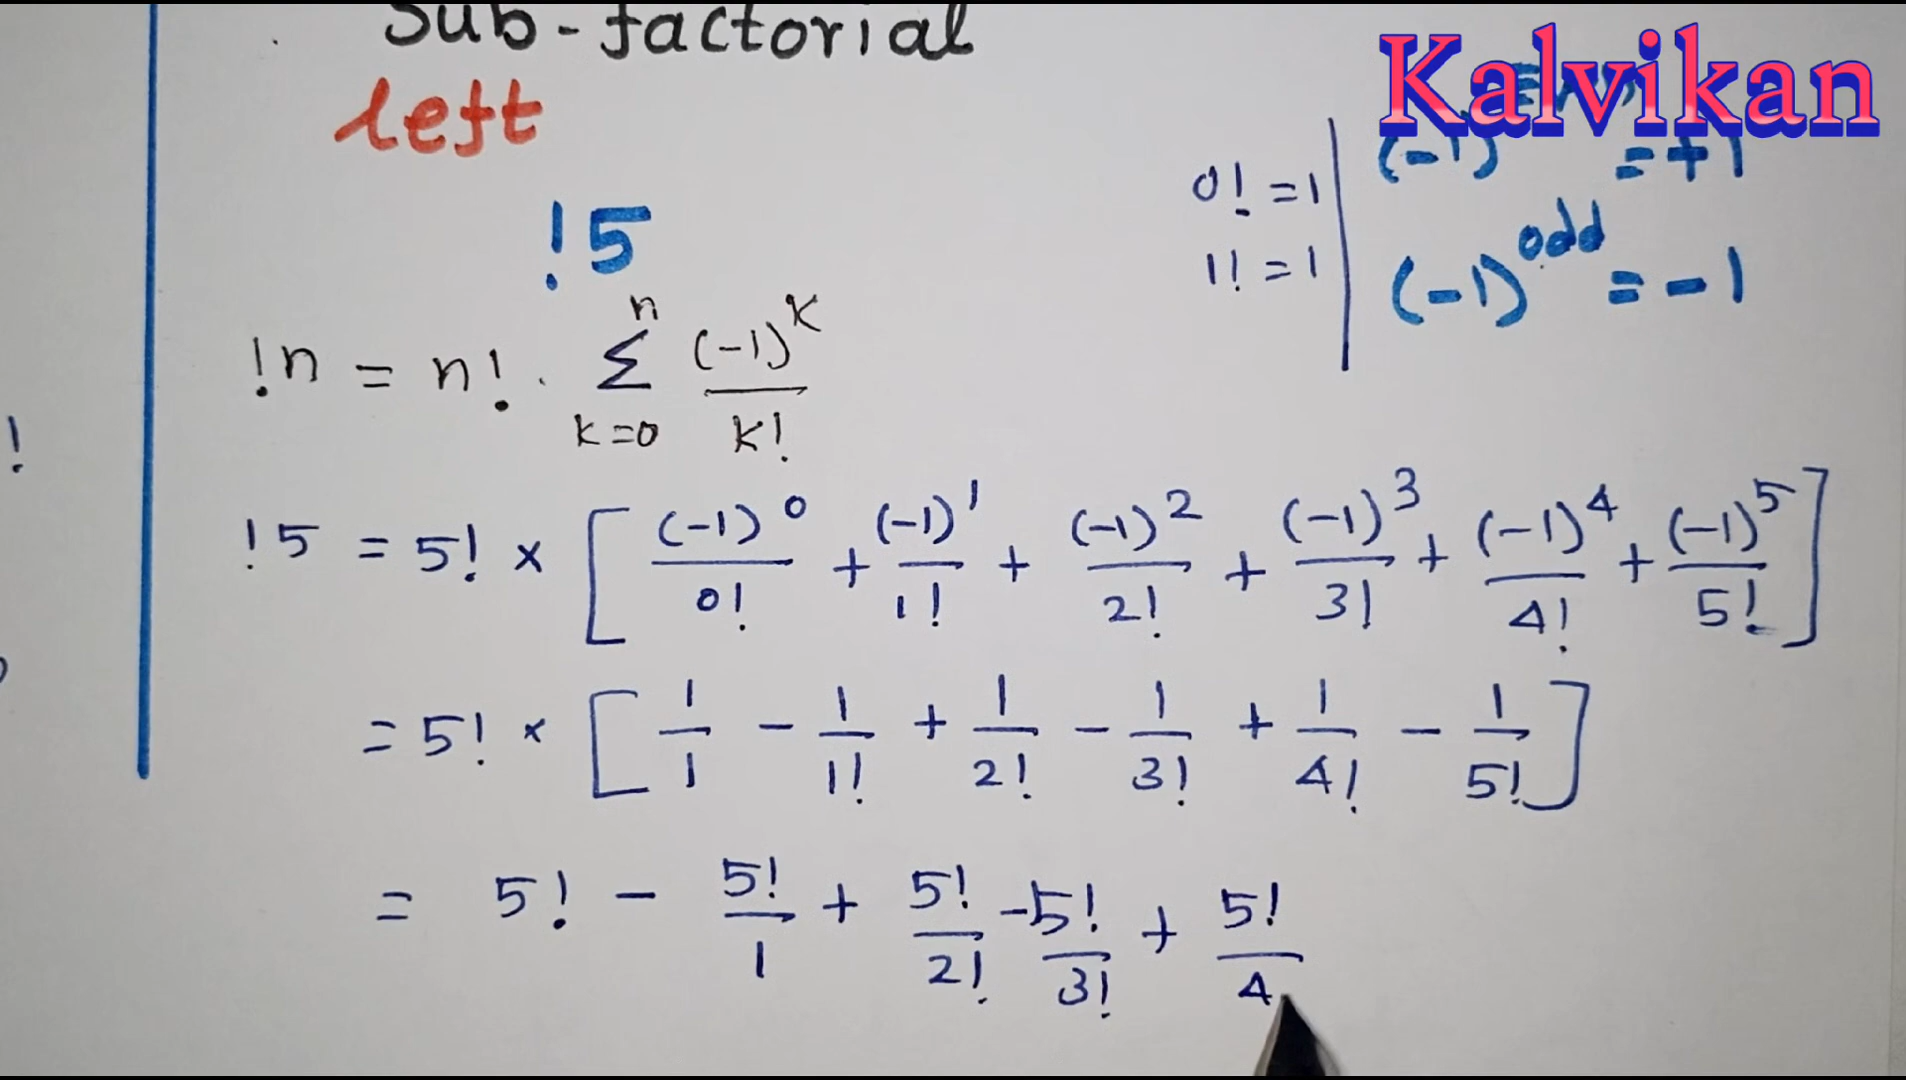 Sub-factorial
Kalvikan
left
0! = 1
(-1) = +1
!5
1! = 1
(-1)^odd = -1
!n = n! . Σ_{k=0}^{n} (-1)^k / k!
!
!5 = 5! × [ (-1)^0 / 0! + (-1)^1 / 1! + (-1)^2 / 2! + (-1)^3 / 3! + (-1)^4 / 4! + (-1)^5 / 5! ]
= 5! × [ 1/1 - 1/1! + 1/2! - 1/3! + 1/4! - 1/5! ]
= 5! - 5!/1 + 5!/2! - 5!/3! + 5!/4